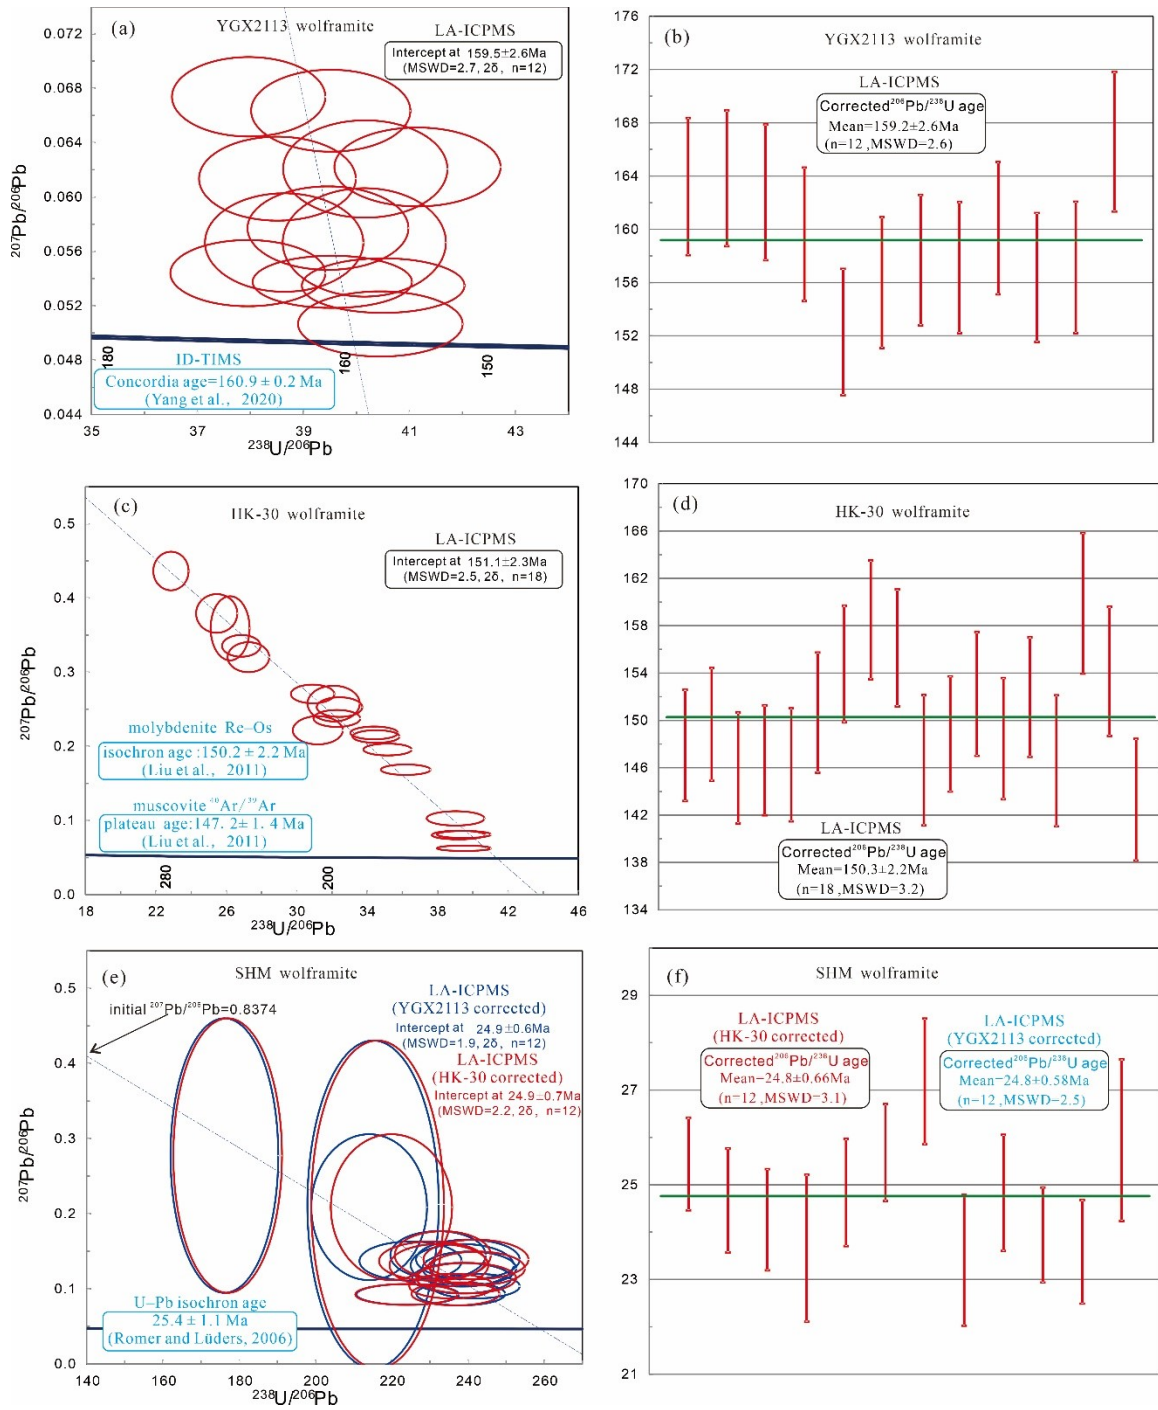 (a)
YGX2113 wolframite
LA-ICPMS
Intercept at 159.5±2.6Ma
(MSWD=2.7, 2δ, n=12)
0.072
0.068
0.064
0.060
0.056
0.052
0.048
0.044
²⁰⁷Pb/²⁰⁶Pb
180
160
150
ID-TIMS
Concordia age=160.9 ± 0.2 Ma
(Yang et al., 2020)
35 37 39 41 43
²³⁸U/²⁰⁶Pb
(b)
YGX2113 wolframite
LA-ICPMS
Corrected²⁰⁶Pb/²³⁸U age
Mean=159.2±2.6Ma
(n=12 ,MSWD=2.6)
176
172
168
164
160
156
152
148
144
(c)
HK-30 wolframite
LA-ICPMS
Intercept at 151.1±2.3Ma
(MSWD=2.5, 2δ, n=18)
0.5
0.4
0.3
0.2
0.1
0.0
²⁰⁷Pb/²⁰⁶Pb
molybdenite Re–Os
isochron age :150.2 ± 2.2 Ma
(Liu et al., 2011)
muscovite ⁴⁰Ar/³⁹Ar
plateau age:147. 2± 1. 4 Ma
(Liu et al., 2011)
280
200
18 22 26 30 34 38 42 46
²³⁸U/²⁰⁶Pb
(d)
HK-30 wolframite
LA-ICPMS
Corrected²⁰⁶Pb/²³⁸U age
Mean=150.3±2.2Ma
(n=18 ,MSWD=3.2)
170
166
162
158
154
150
146
142
138
134
(e)
SHM wolframite
initial ²⁰⁷Pb/²⁰⁶Pb=0.8374
LA-ICPMS
(YGX2113 corrected)
Intercept at 24.9±0.6Ma
(MSWD=1.9, 2δ, n=12)
LA-ICPMS
(HK-30 corrected)
Intercept at 24.9±0.7Ma
(MSWD=2.2, 2δ, n=12)
0.5
0.4
0.3
0.2
0.1
0.0
²⁰⁷Pb/²⁰⁶Pb
U–Pb isochron age
25.4 ± 1.1 Ma
(Romer and Lüders, 2006)
140 160 180 200 220 240 260
²³⁸U/²⁰⁶Pb
(f)
SHM wolframite
LA-ICPMS
(HK-30 corrected)
Corrected²⁰⁶Pb/²³⁸U age
Mean=24.8±0.66Ma
(n=12 ,MSWD=3.1)
LA-ICPMS
(YGX2113 corrected)
Corrected²⁰⁶Pb/²³⁸U age
Mean=24.8±0.58Ma
(n=12 ,MSWD=2.5)
29
27
25
23
21